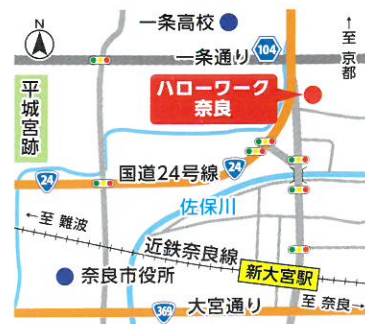 一条高校
N
一条通り
104
↑至 京都
ハローワーク
奈良
平城宮跡
24
国道24号線
24
佐保川
←至 難波
近鉄奈良線
奈良市役所
新大宮駅
369
大宮通り
至 奈良→